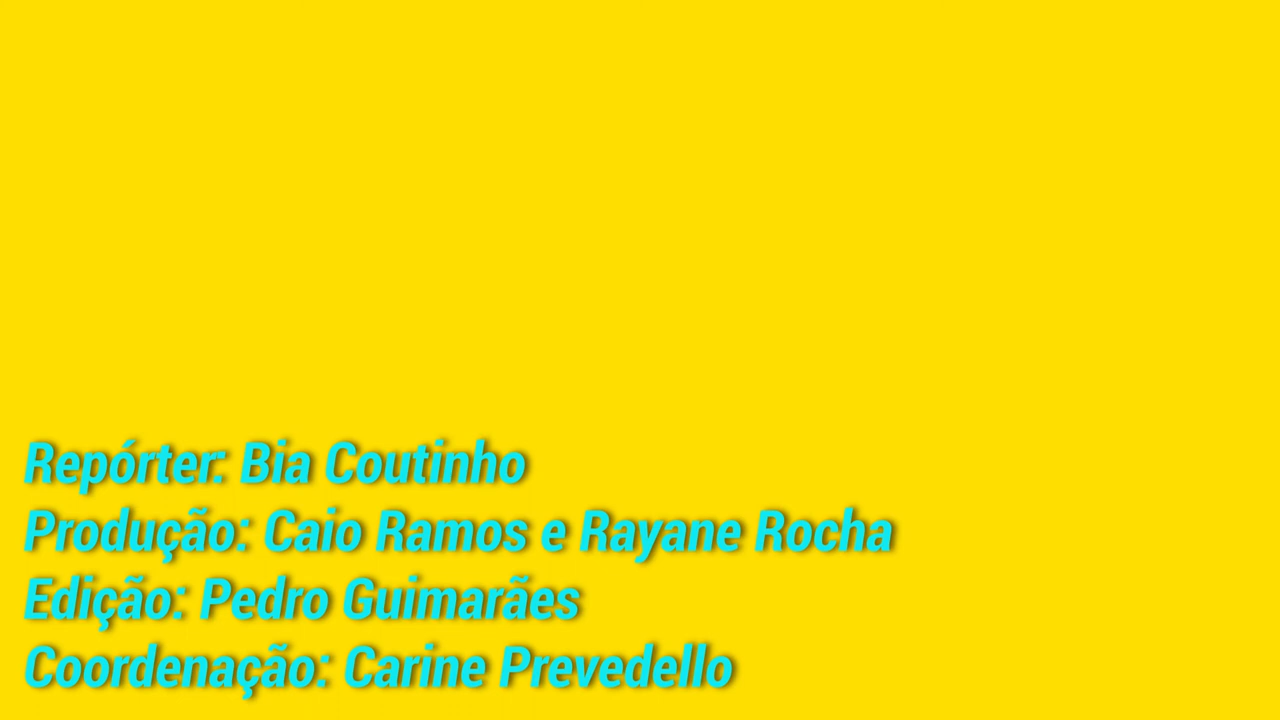 Repórter: Bia Coutinho
Produção: Caio Ramos e Rayane Rocha
Edição: Pedro Guimarães
Coordenação: Carine Prevedello